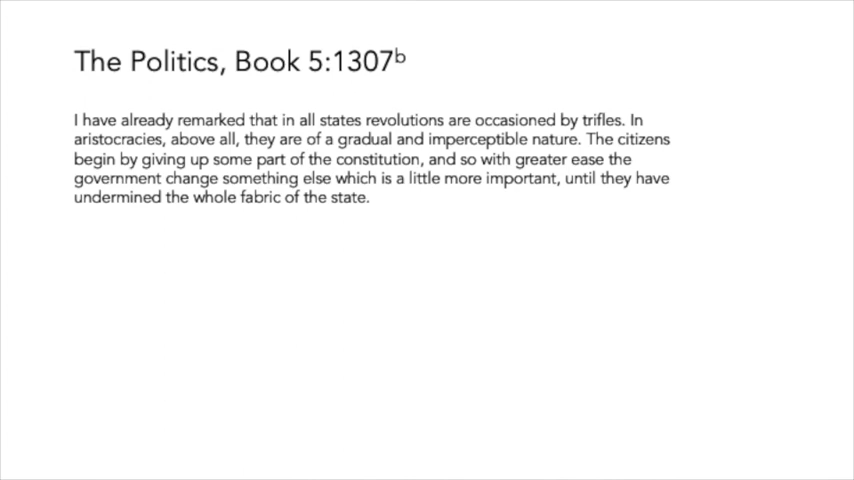 The Politics, Book 5:1307ᵇ
I have already remarked that in all states revolutions are occasioned by trifles. In
aristocracies, above all, they are of a gradual and imperceptible nature. The citizens
begin by giving up some part of the constitution, and so with greater ease the
government change something else which is a little more important, until they have
undermined the whole fabric of the state.